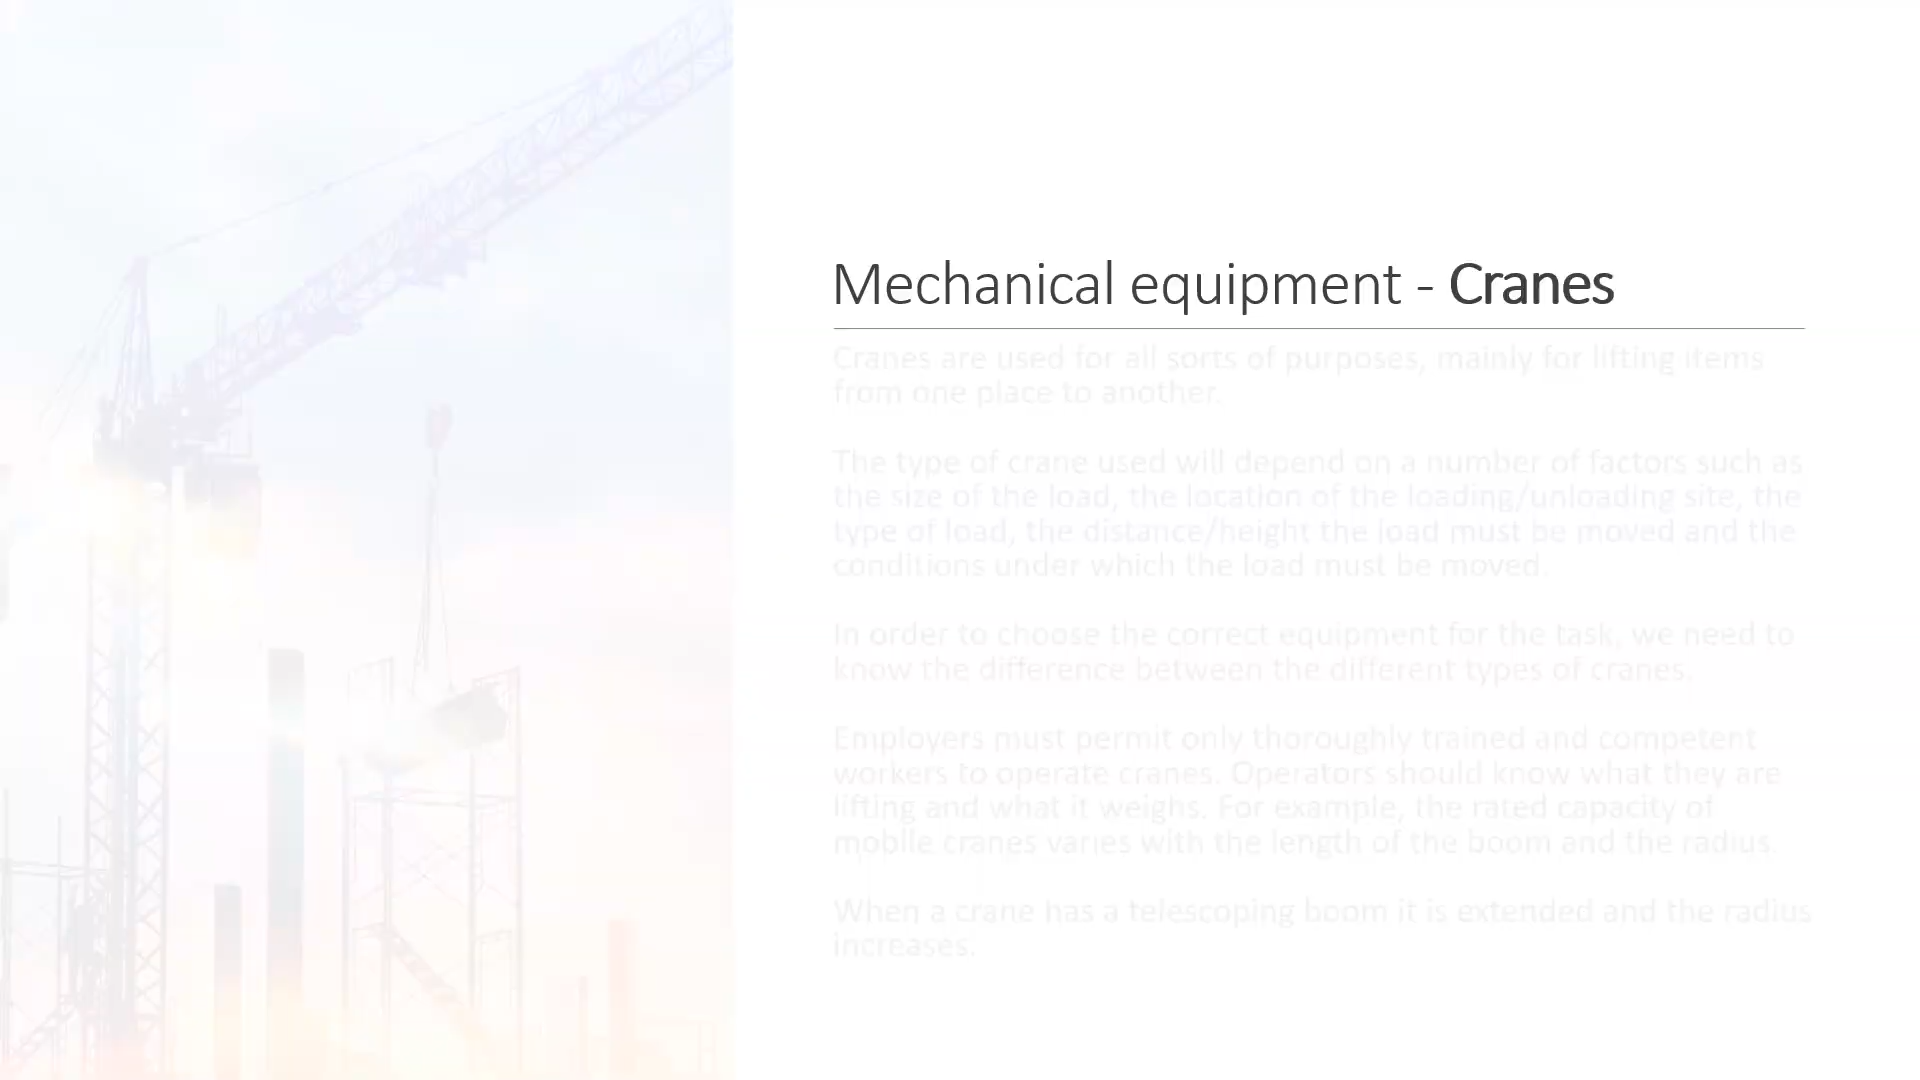 Mechanical equipment - Cranes
Cranes are used for all sorts of purposes, mainly for lifting items
from one place to another.
The type of crane used will depend on a number of factors such as
the size of the load, the location of the loading/unloading site, the
type of load, the distance/height the load must be moved and the
conditions under which the load must be moved.
In order to choose the correct equipment for the task, we need to
know the difference between the different types of cranes.
Employers must permit only thoroughly trained and competent
workers to operate cranes. Operators should know what they are
lifting and what it weighs. For example, the rated capacity of
mobile cranes varies with the length of the boom and the radius
When a crane has a telescoping boom it is extended and the radius
increases.